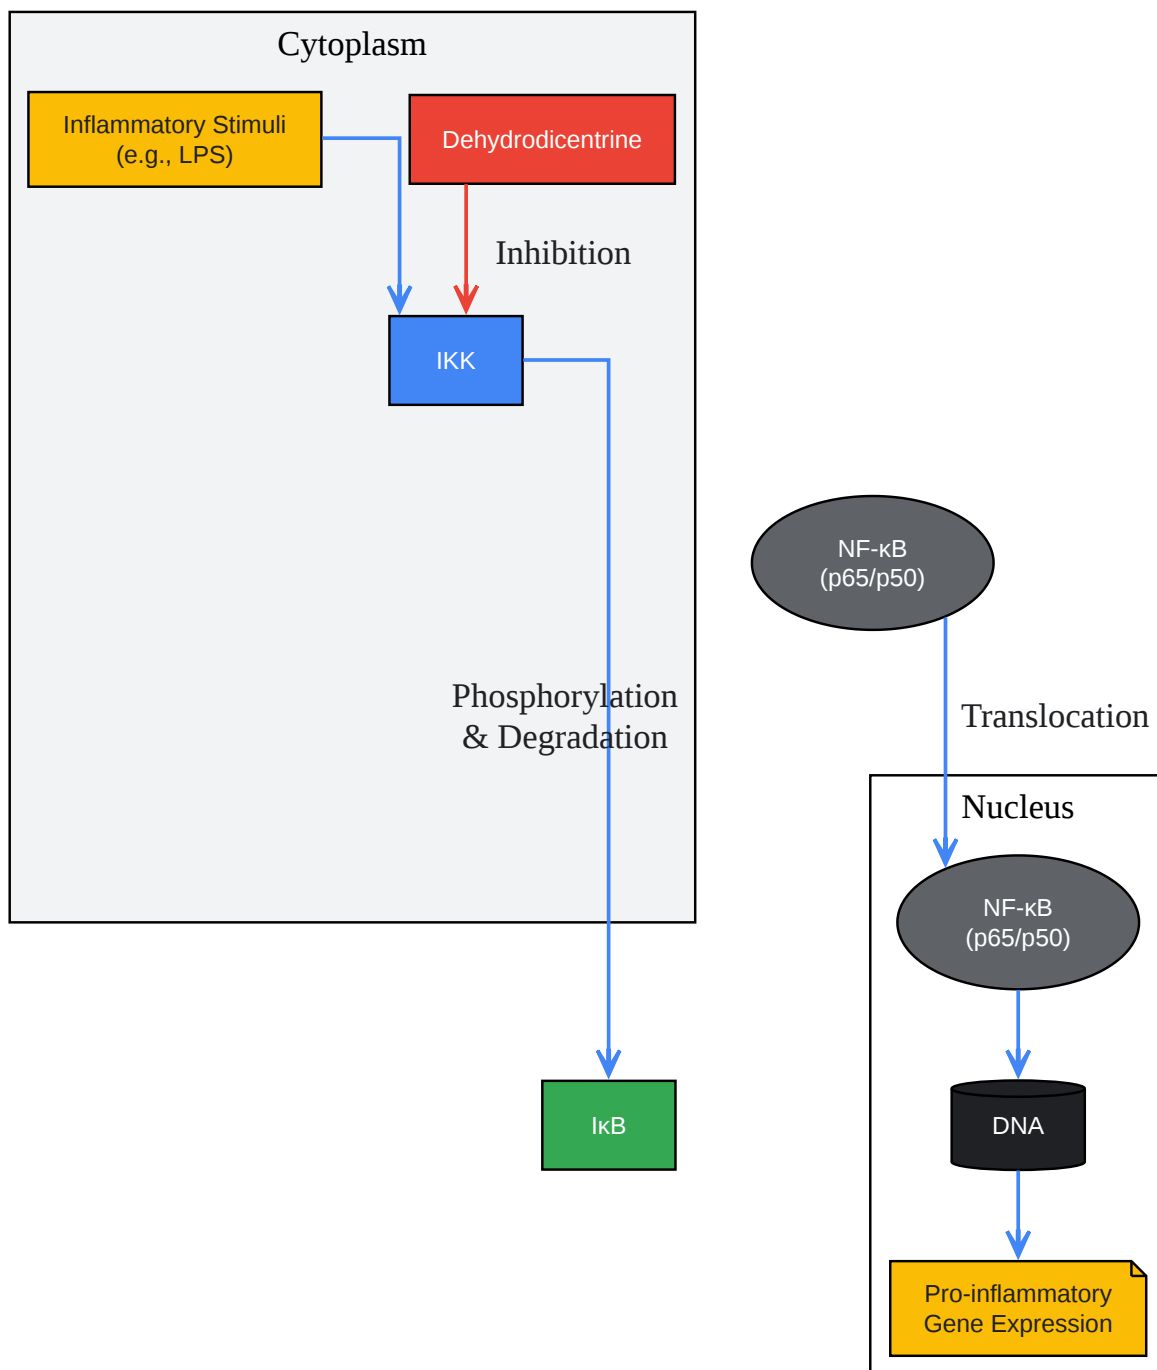 Cytoplasm
Inflammatory Stimuli
(e.g., LPS)
Dehydrodicentrine
Inhibition
IKK
NF-κB
(p65/p50)
Phosphorylation
& Degradation
Translocation
Nucleus
NF-κB
(p65/p50)
IκB
DNA
Pro-inflammatory
Gene Expression